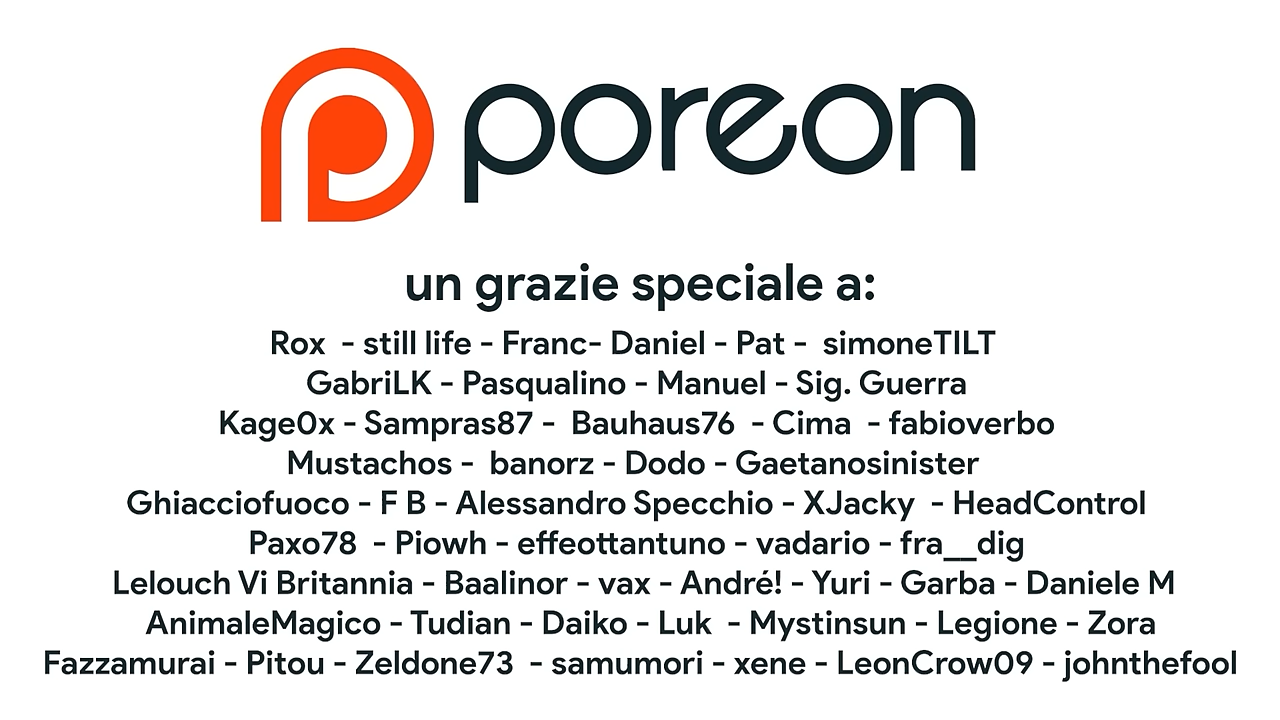 poreon
un grazie speciale a:
Rox - still life - Franc- Daniel - Pat - simoneTILT
GabriLK - Pasqualino - Manuel - Sig. Guerra
Kage0x - Sampras87 - Bauhaus76 - Cima - fabioverbo
Mustachos - banorz - Dodo - Gaetanosinister
Ghiacciofuoco - F B - Alessandro Specchio - XJacky - HeadControl
Paxo78 - Piowh - effeottantuno - vadario - fra__dig
Lelouch Vi Britannia - Baalinor - vax - André! - Yuri - Garba - Daniele M
AnimaleMagico - Tudian - Daiko - Luk - Mystinsun - Legione - Zora
Fazzamurai - Pitou - Zeldone73 - samumori - xene - LeonCrow09 - johnthefool